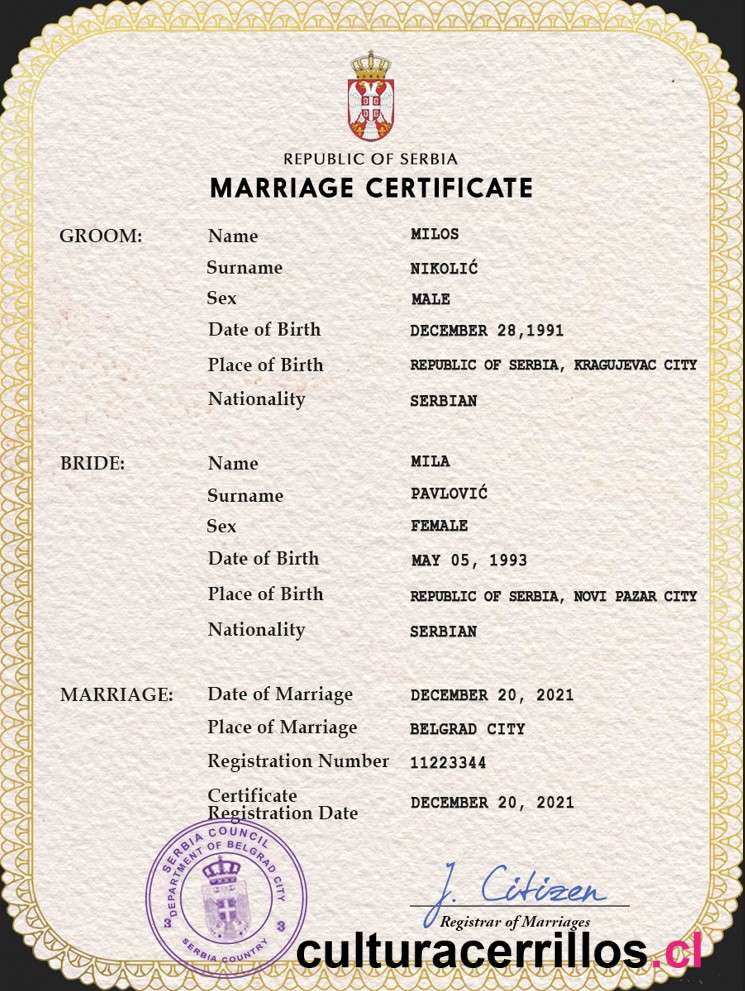 REPUBLIC OF SERBIA
MARRIAGE CERTIFICATE
GROOM: Name MILOS
Surname NIKOLIĆ
Sex MALE
Date of Birth DECEMBER 28,1991
Place of Birth REPUBLIC OF SERBIA, KRAGUJEVAC CITY
Nationality SERBIAN
BRIDE: Name MILA
Surname PAVLOVIĆ
Sex FEMALE
Date of Birth MAY 05, 1993
Place of Birth REPUBLIC OF SERBIA, NOVI PAZAR CITY
Nationality SERBIAN
MARRIAGE: Date of Marriage DECEMBER 20, 2021
Place of Marriage BELGRAD CITY
Registration Number 11223344
Certificate
Registration Date DECEMBER 20, 2021
SERBIA COUNCIL
DEPARTMENT OF BELGRAD CITY
3 3
SERBIA COUNTRY
J. Citizen
Registrar of Marriages
culturacerrillos.cl